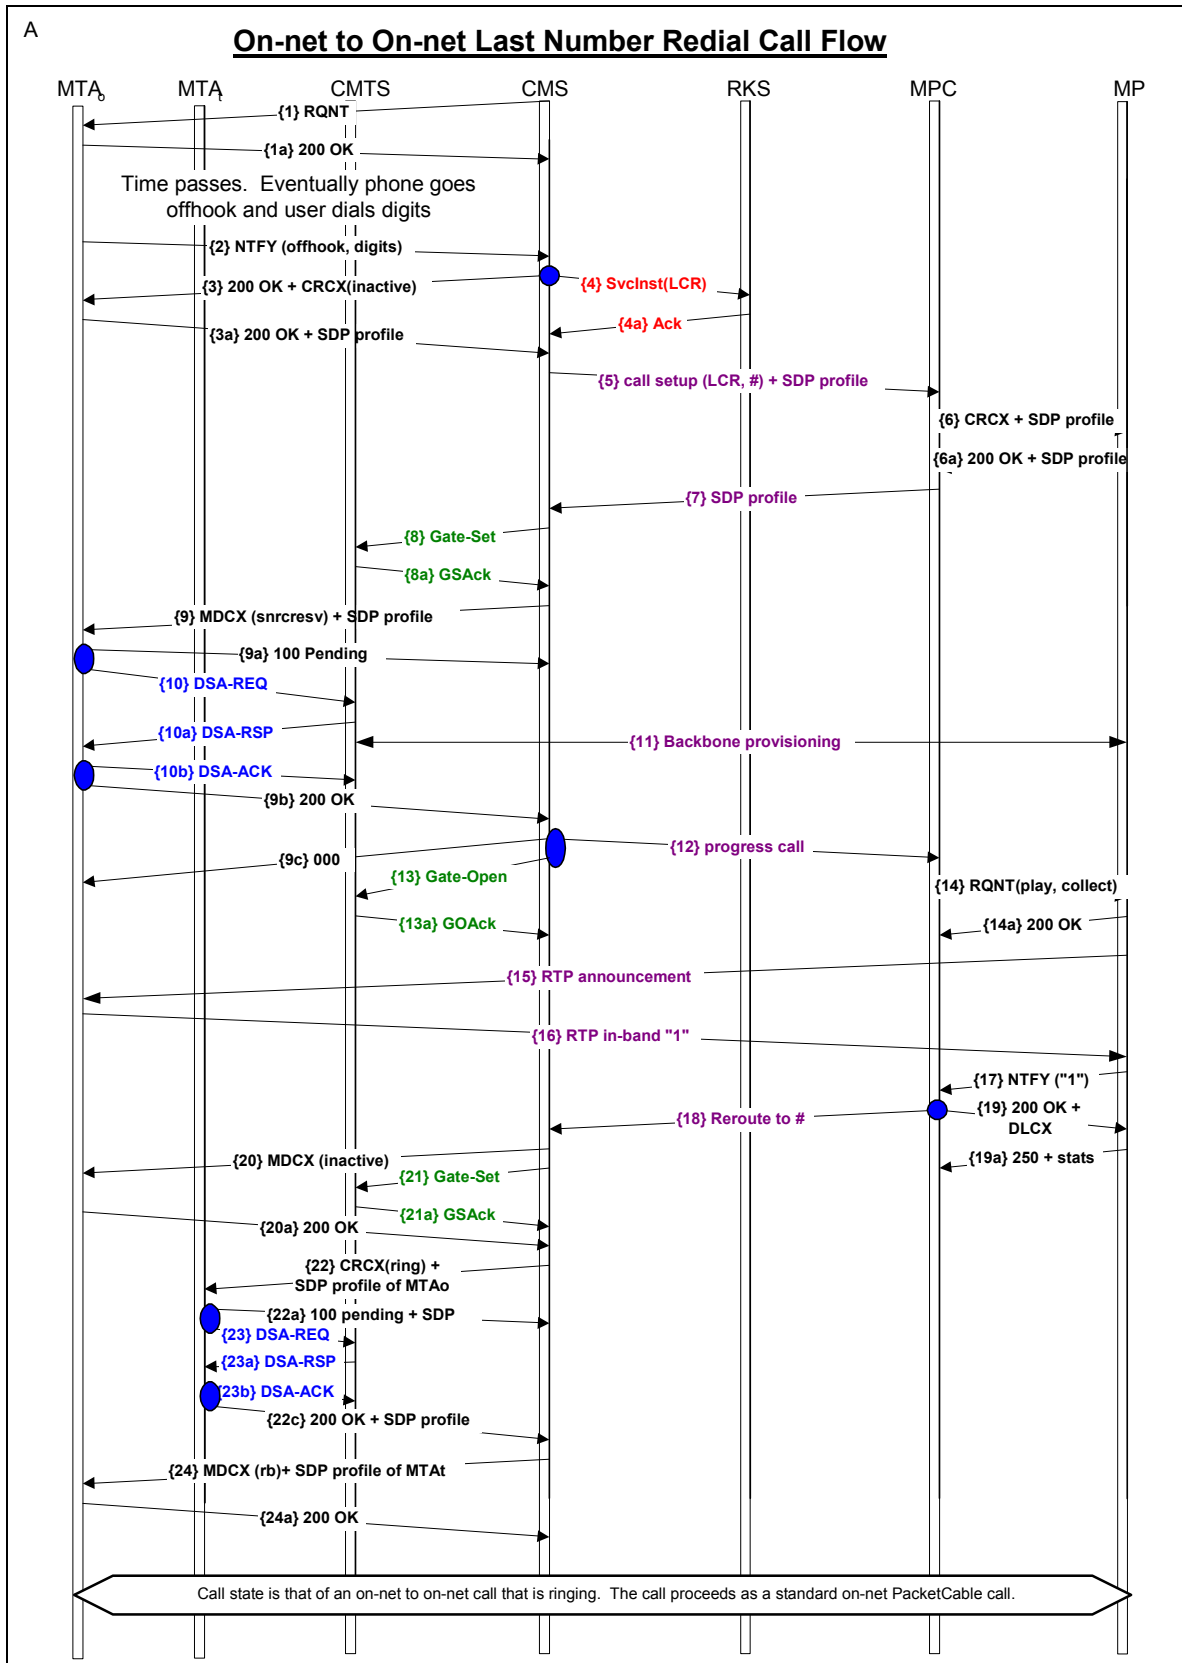 A
On-net to On-net Last Number Redial Call Flow
MTAo MTAt CMTS CMS RKS MPC MP
{1} RQNT
{1a} 200 OK
Time passes. Eventually phone goes
offhook and user dials digits
{2} NTFY (offhook, digits)
{3} 200 OK + CRCX(inactive)
{4} SvcInst(LCR)
{4a} Ack
{3a} 200 OK + SDP profile
{5} call setup (LCR, #) + SDP profile
{6} CRCX + SDP profile
{6a} 200 OK + SDP profile
{7} SDP profile
{8} Gate-Set
{8a} GSAck
{9} MDCX (snrcresv) + SDP profile
{9a} 100 Pending
{10} DSA-REQ
{10a} DSA-RSP
{11} Backbone provisioning
{10b} DSA-ACK
{9b} 200 OK
{12} progress call
{9c} 000
{13} Gate-Open
{14} RQNT(play, collect)
{13a} GOAck
{14a} 200 OK
{15} RTP announcement
{16} RTP in-band "1"
{17} NTFY ("1")
{18} Reroute to #
{19} 200 OK +
DLCX
{20} MDCX (inactive)
{19a} 250 + stats
{21} Gate-Set
{21a} GSAck
{20a} 200 OK
{22} CRCX(ring) +
SDP profile of MTAo
{22a} 100 pending + SDP
{23} DSA-REQ
{23a} DSA-RSP
{23b} DSA-ACK
{22c} 200 OK + SDP profile
{24} MDCX (rb)+ SDP profile of MTAt
{24a} 200 OK
Call state is that of an on-net to on-net call that is ringing. The call proceeds as a standard on-net PacketCable call.